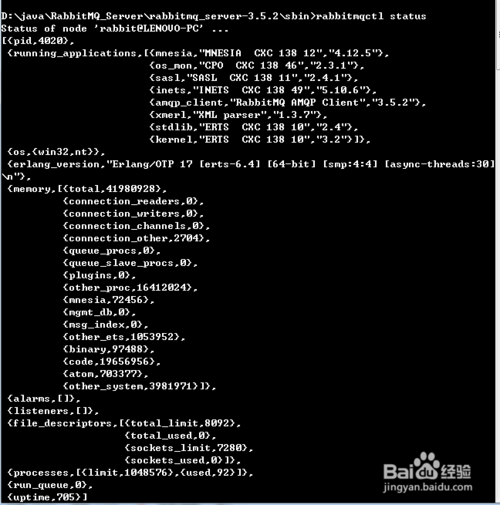 D:\java\RabbitMQ_Server\rabbitmq_server-3.5.2\sbin>rabbitmqctl status
Status of node 'rabbit@LENOVO-PC' ...
[{pid,4020},
{running_applications,[{mnesia,"MNESIA  CXC 138 12","4.12.5"},
{os_mon,"CPO  CXC 138 46","2.3.1"},
{sasl,"SASL  CXC 138 11","2.4.1"},
{inets,"INETS  CXC 138 49","5.10.6"},
{amqp_client,"RabbitMQ AMQP Client","3.5.2"},
{xmerl,"XML parser","1.3.7"},
{stdlib,"ERTS  CXC 138 10","2.4"},
{kernel,"ERTS  CXC 138 10","3.2"}]},
{os,{win32,nt}},
{erlang_version,"Erlang/OTP 17 [erts-6.4] [64-bit] [smp:4:4] [async-threads:30]
\n"},
{memory,[{total,41980928},
{connection_readers,0},
{connection_writers,0},
{connection_channels,0},
{connection_other,2704},
{queue_procs,0},
{queue_slave_procs,0},
{plugins,0},
{other_proc,16412024},
{mnesia,72456},
{mgmt_db,0},
{msg_index,0},
{other_ets,1053952},
{binary,97488},
{code,19656956},
{atom,703377},
{other_system,3981971}]},
{alarms,[]},
{listeners,[]},
{file_descriptors,[{total_limit,8092},
{total_used,0},
{sockets_limit,7280},
{sockets_used,0}]},
{processes,[{limit,1048576},{used,92}]},
{run_queue,0},
{uptime,705}]
Baidu经验
jingyan.baidu.com